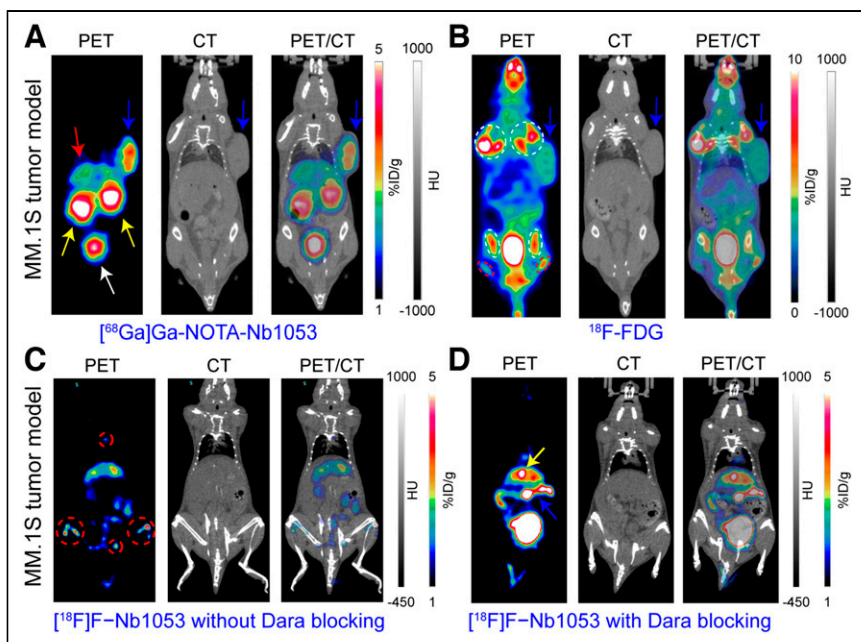 A
PET
CT
PET/CT
5
1000
MM.1S tumor model
%ID/g
HU
1
-1000
[⁶⁸Ga]Ga-NOTA-Nb1053
B
PET
CT
PET/CT
10
1000
%ID/g
HU
0
-1000
¹⁸F-FDG
C
PET
CT
PET/CT
1000
5
MM.1S tumor model
HU
%ID/g
-450
1
[¹⁸F]F−Nb1053 without Dara blocking
D
PET
CT
PET/CT
1000
5
HU
%ID/g
-450
1
[¹⁸F]F−Nb1053 with Dara blocking